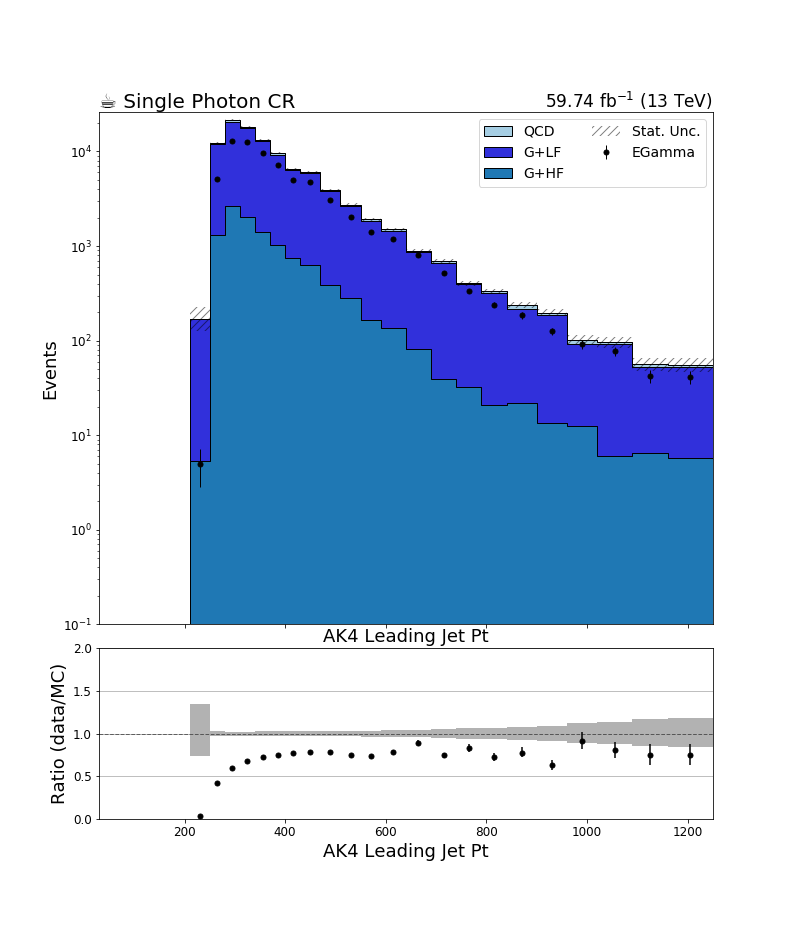 ☕ Single Photon CR
59.74 fb⁻¹ (13 TeV)
QCD
G+LF
G+HF
Stat. Unc.
EGamma
Events
10⁴
10³
10²
10¹
10⁰
10⁻¹
AK4 Leading Jet Pt
Ratio (data/MC)
2.0
1.5
1.0
0.5
0.0
200 400 600 800 1000 1200
AK4 Leading Jet Pt